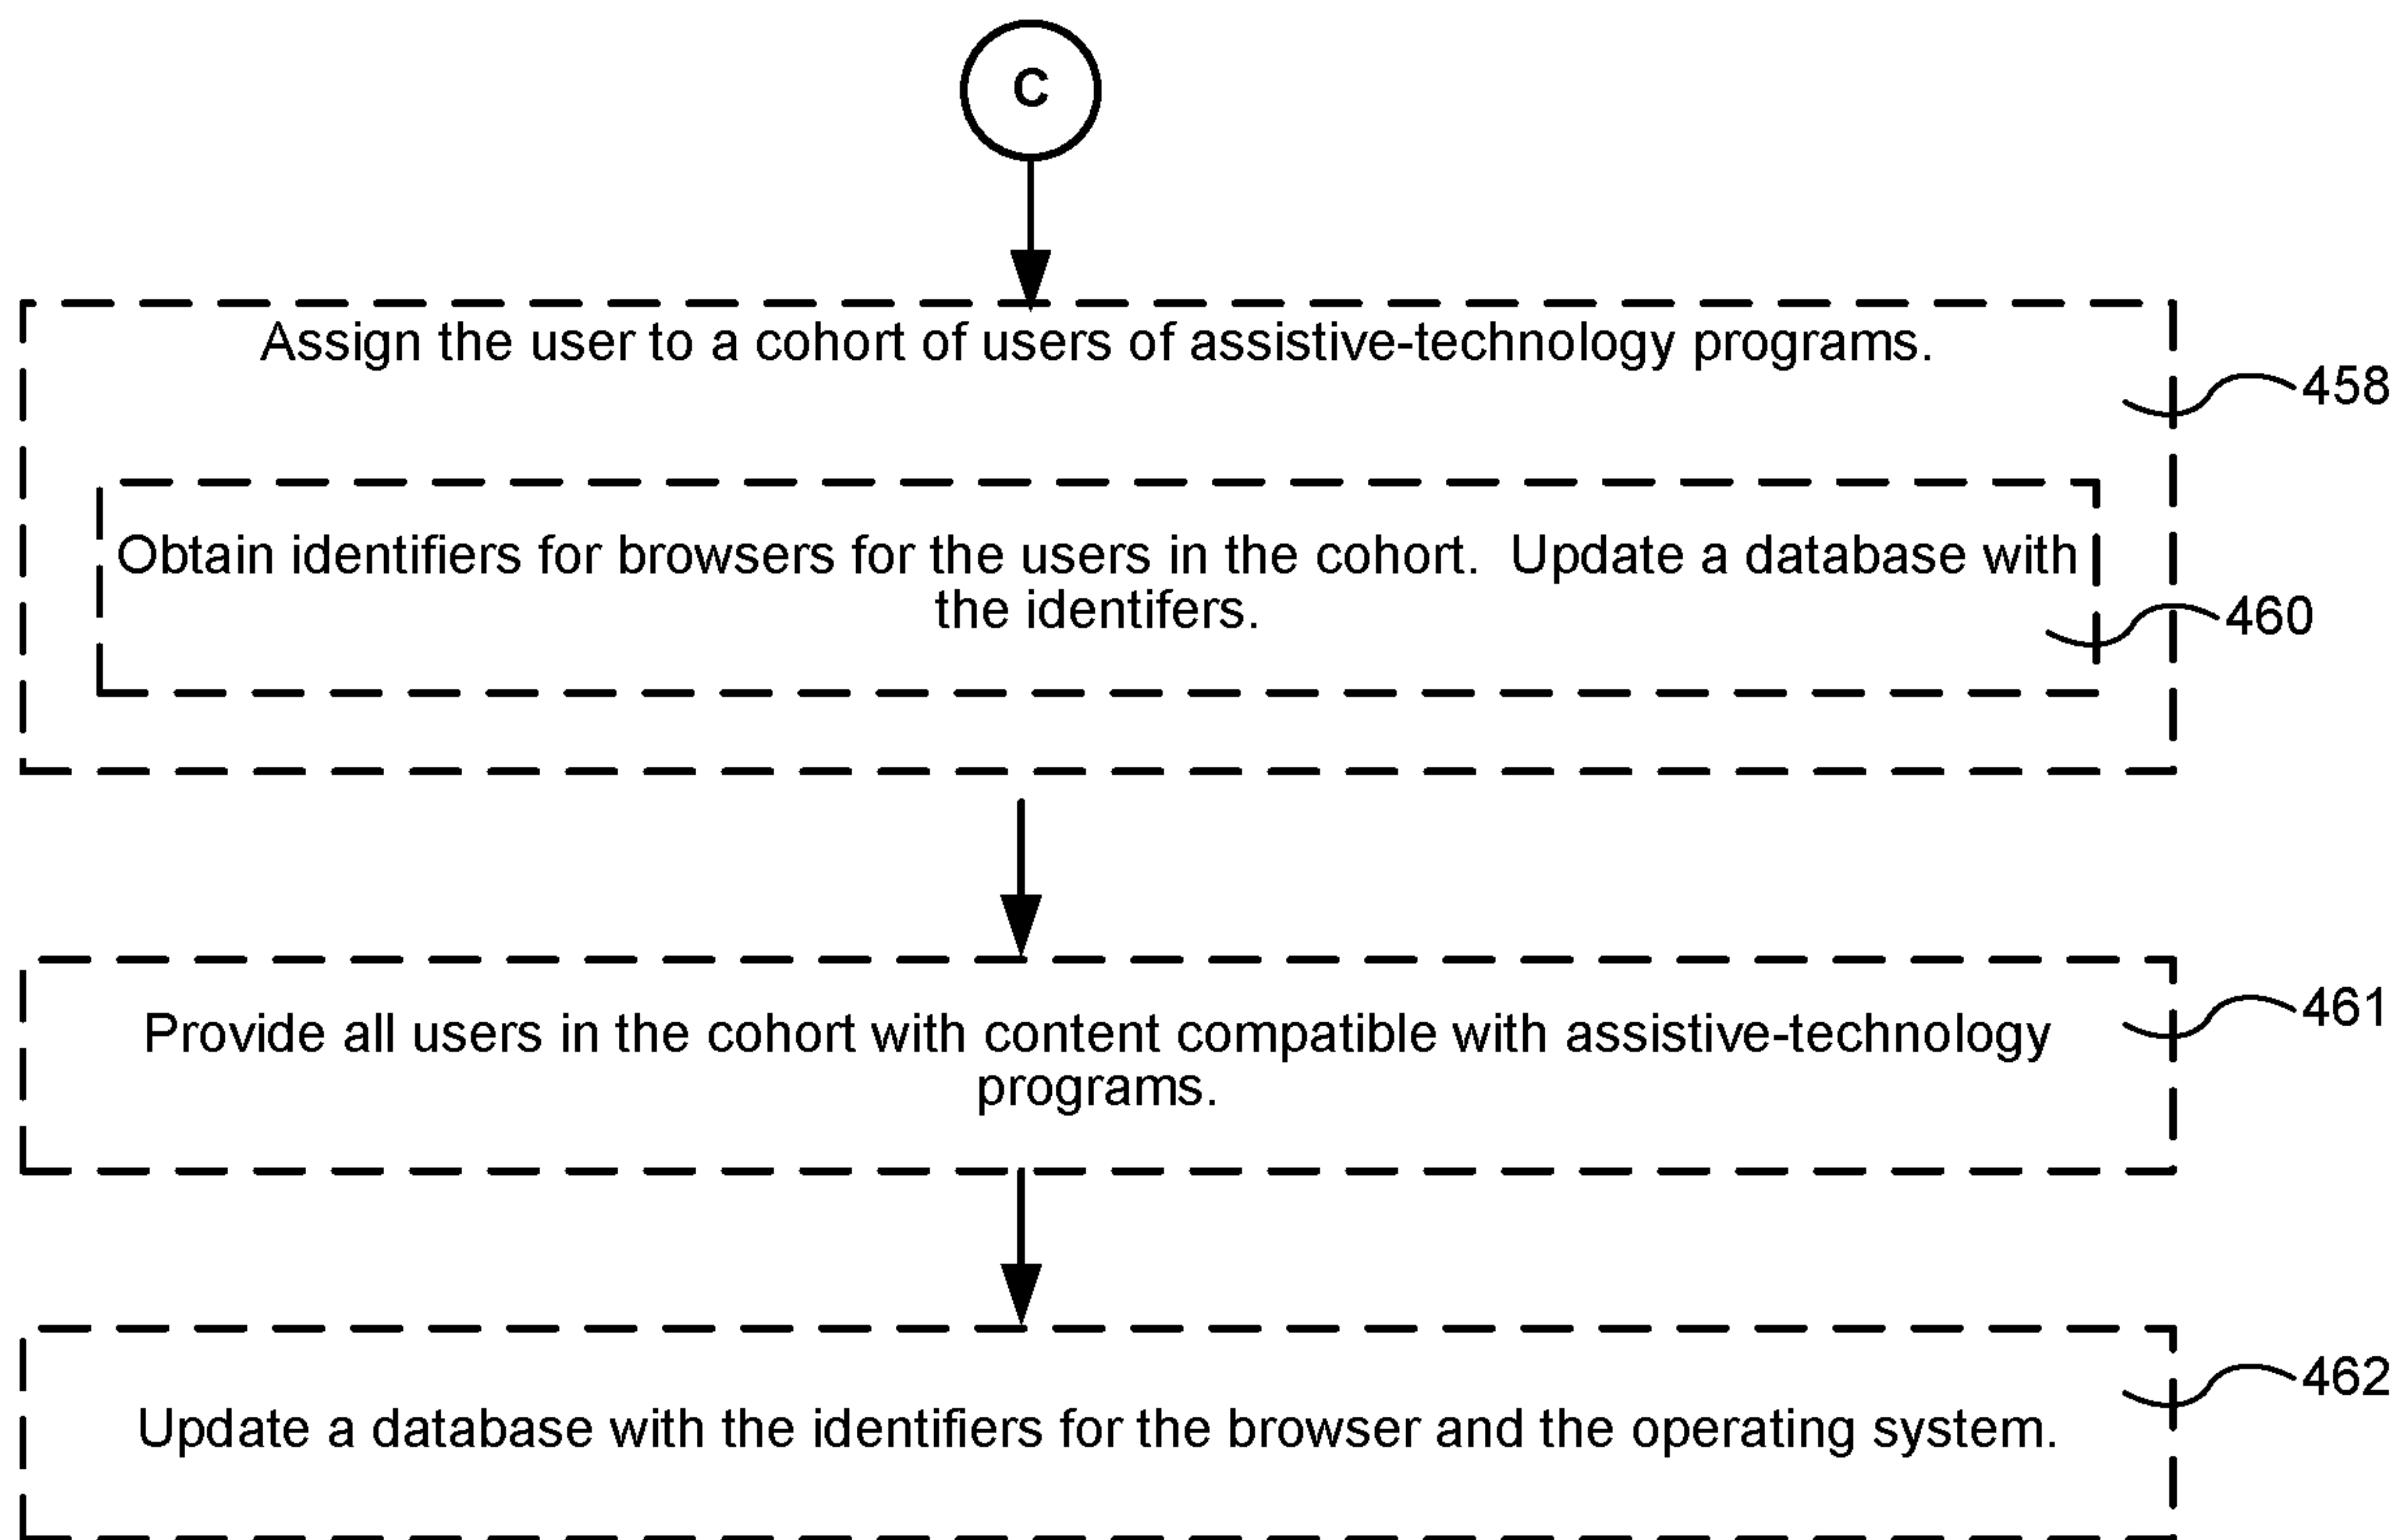 C
Assign the user to a cohort of users of assistive-technology programs.
458
Obtain identifiers for browsers for the users in the cohort.  Update a database with
the identifers.
460
Provide all users in the cohort with content compatible with assistive-technology
programs.
461
Update a database with the identifiers for the browser and the operating system.
462